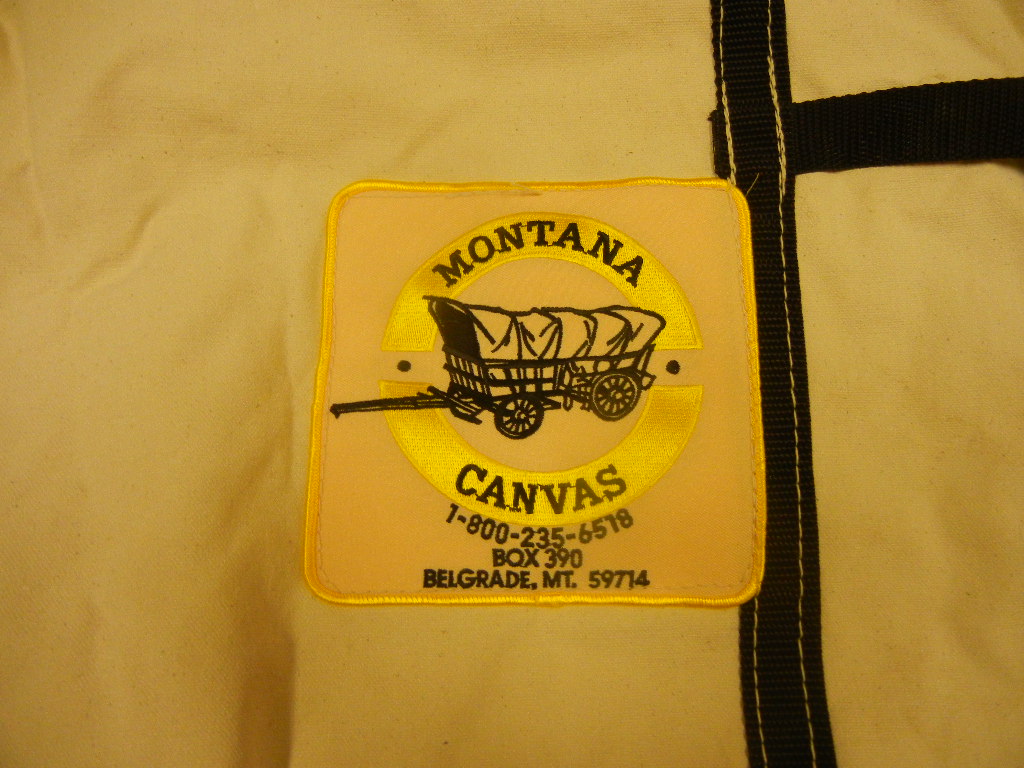 MONTANA
CANVAS
1-800-235-6518
BOX 390
BELGRADE, MT. 59714